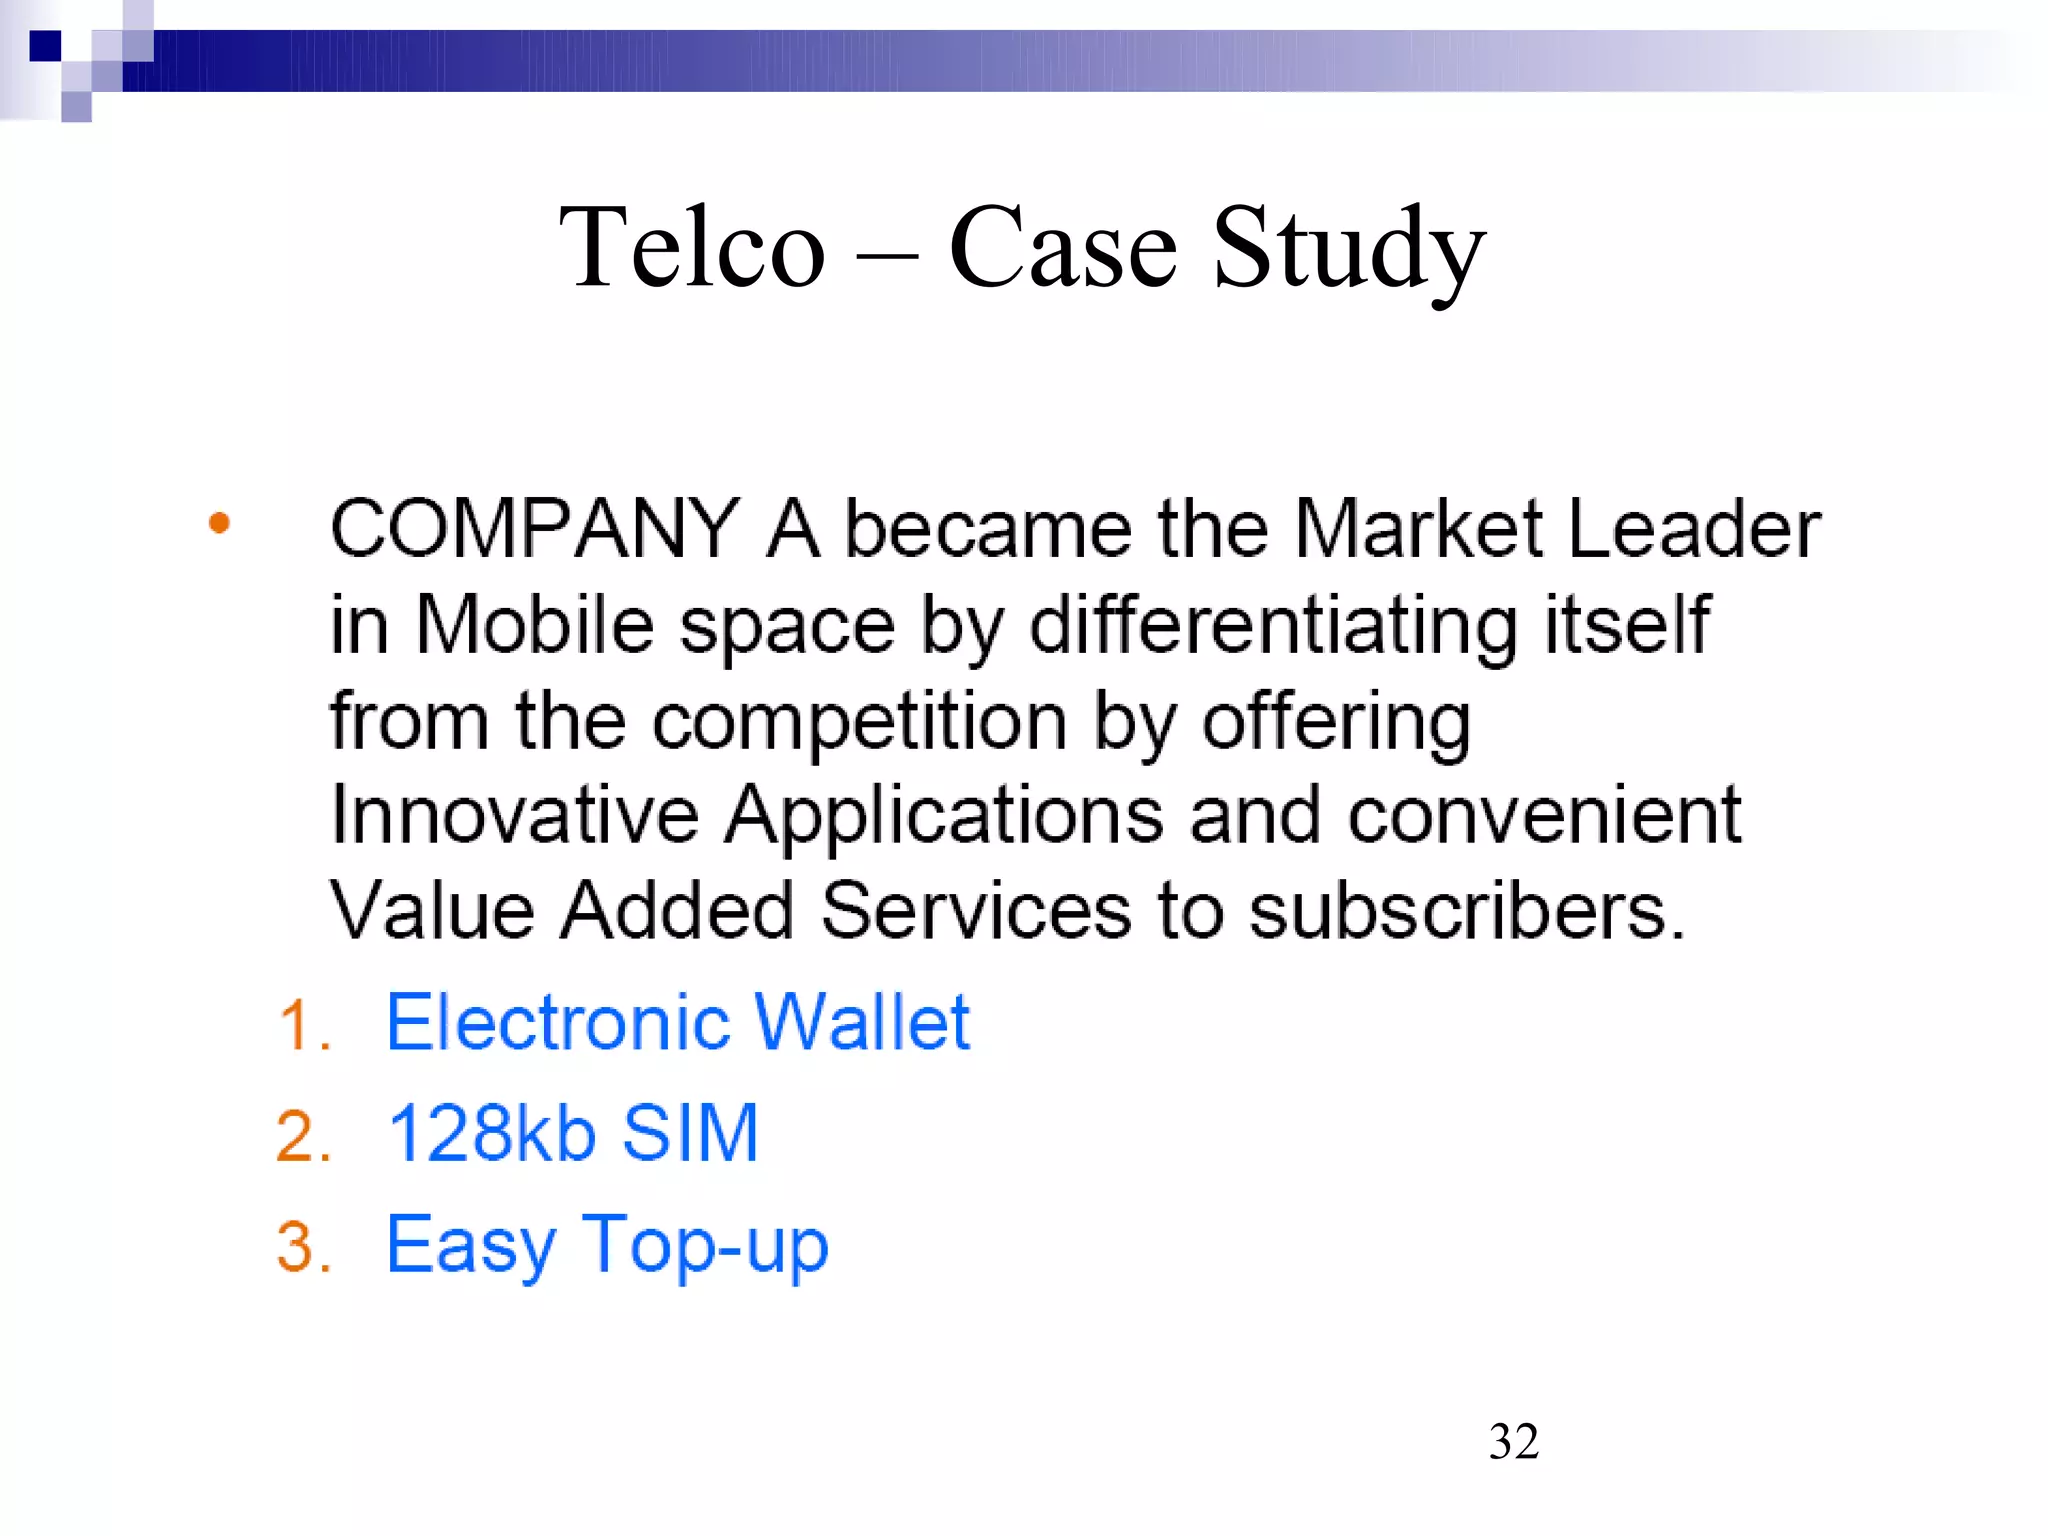 Telco – Case Study
• COMPANY A became the Market Leader
in Mobile space by differentiating itself
from the competition by offering
Innovative Applications and convenient
Value Added Services to subscribers.
1. Electronic Wallet
2. 128kb SIM
3. Easy Top-up
32